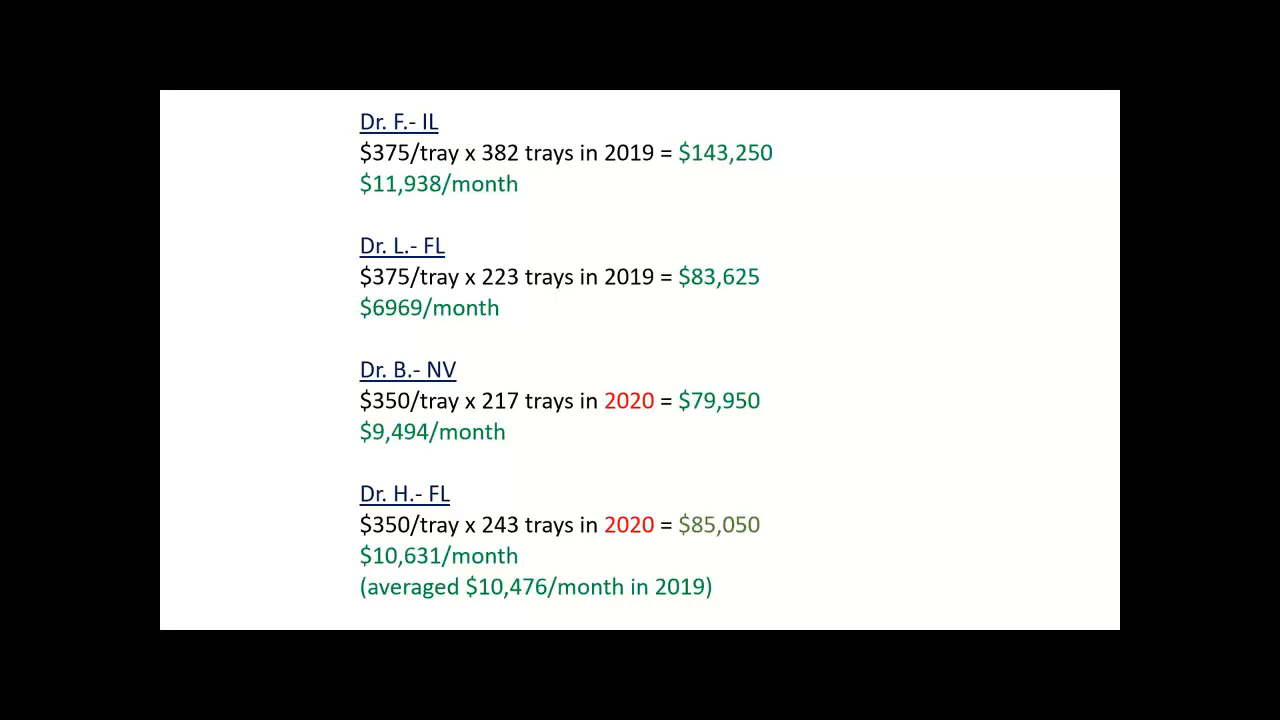 Dr. F.- IL
$375/tray x 382 trays in 2019 = $143,250
$11,938/month
Dr. L.- FL
$375/tray x 223 trays in 2019 = $83,625
$6969/month
Dr. B.- NV
$350/tray x 217 trays in 2020 = $79,950
$9,494/month
Dr. H.- FL
$350/tray x 243 trays in 2020 = $85,050
$10,631/month
(averaged $10,476/month in 2019)